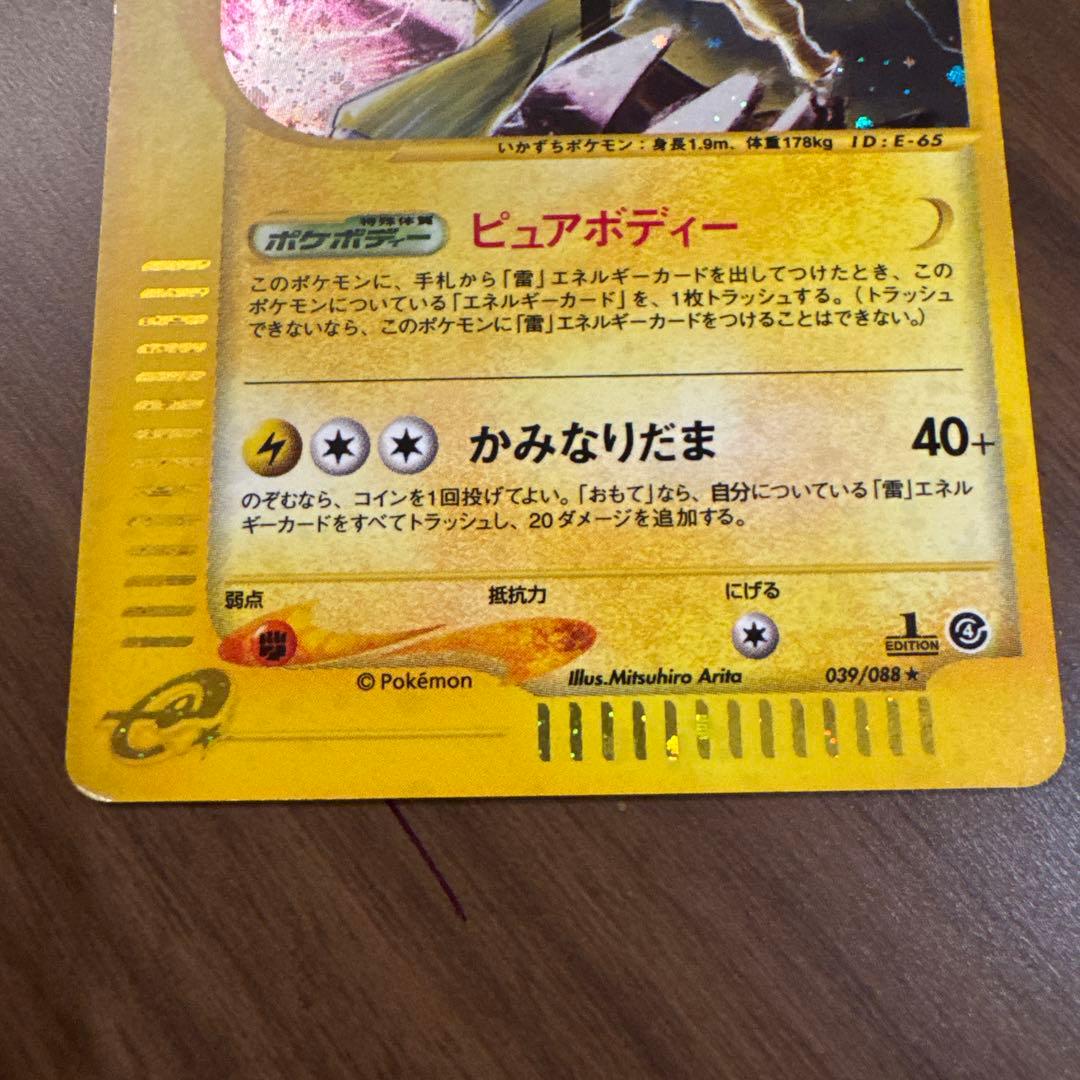 いかずちポケモン：身長1.9m、体重178kg ID：E-65
特殊体質
ポケボディー ピュアボディー
このポケモンに、手札から「雷」エネルギーカードを出してつけたとき、この
ポケモンについている「エネルギーカード」を、1枚トラッシュする。（トラッシュ
できないなら、このポケモンに「雷」エネルギーカードをつけることはできない。）
かみなりだま 40+
のぞむなら、コインを1回投げてよい。「おもて」なら、自分についている「雷」エネル
ギーカードをすべてトラッシュし、20ダメージを追加する。
弱点 抵抗力 にげる
1
EDITION
©Pokémon Illus.Mitsuhiro Arita 039/088★
e